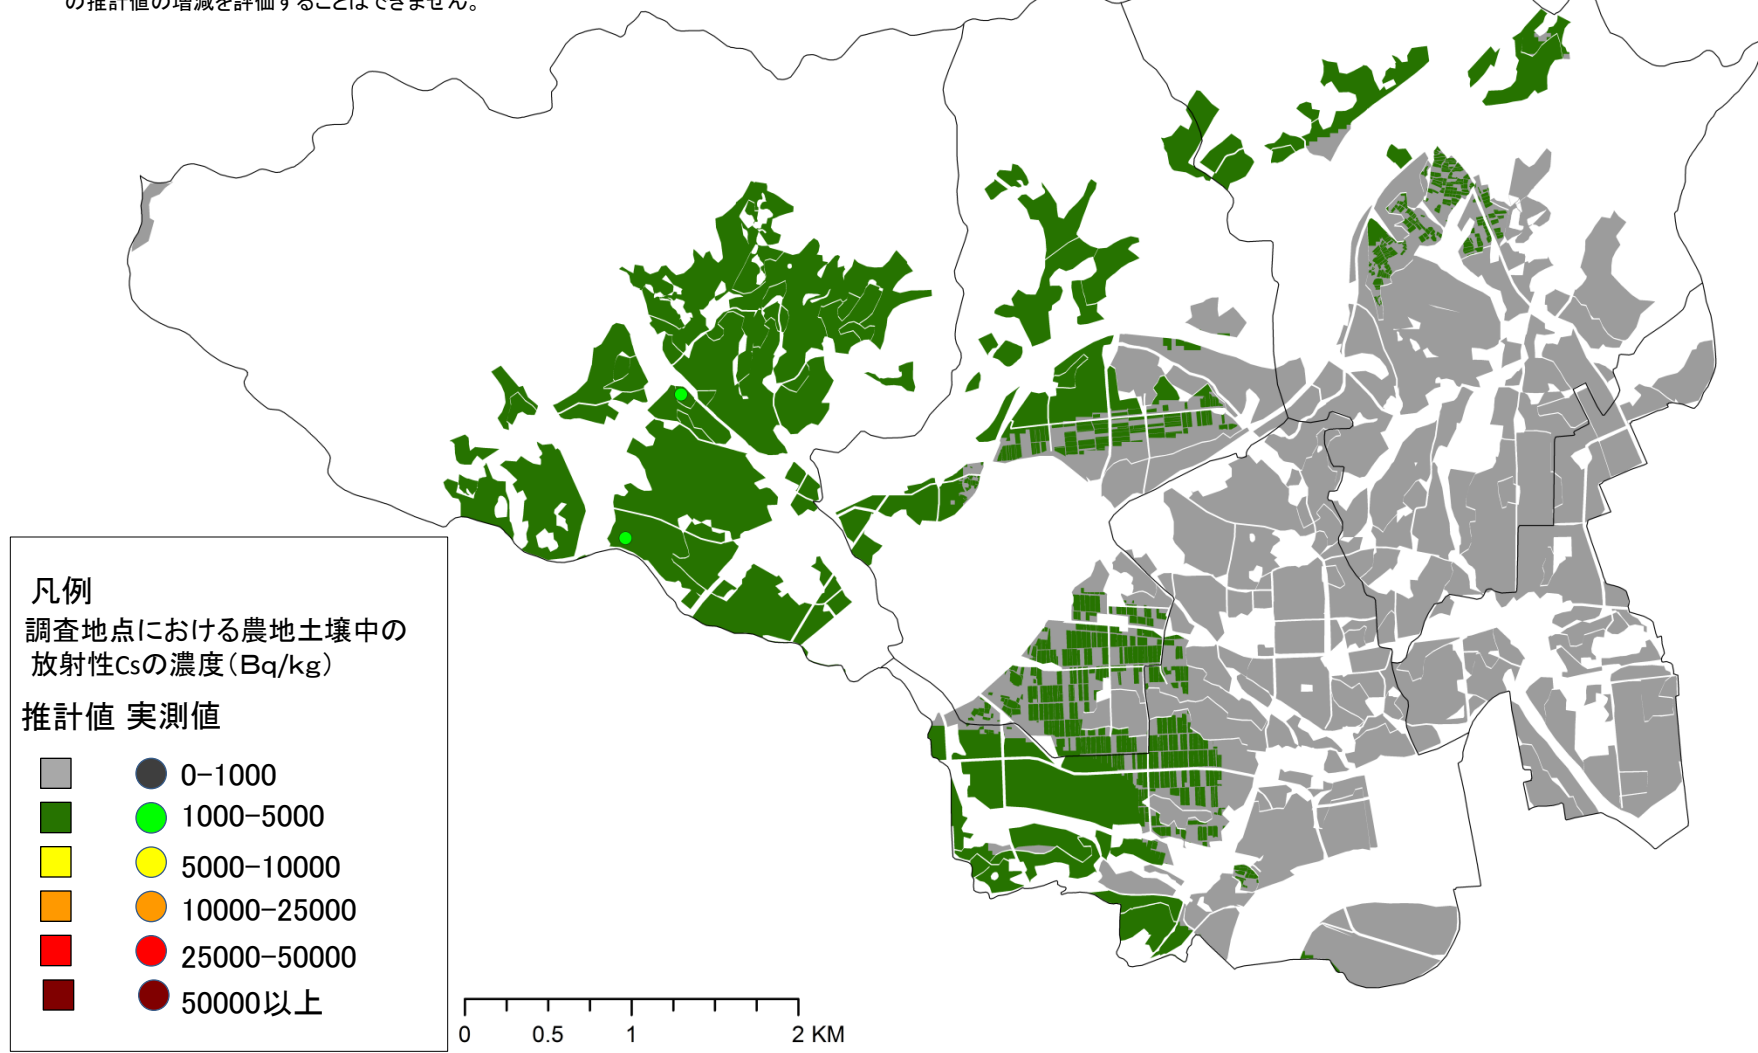 の推計値の増減を評価することはできません。
凡例
調査地点における農地土壌中の
放射性Csの濃度(Bq/kg)
推計値 実測値
0-1000
1000-5000
5000-10000
10000-25000
25000-50000
50000以上
0 0.5 1 2 KM